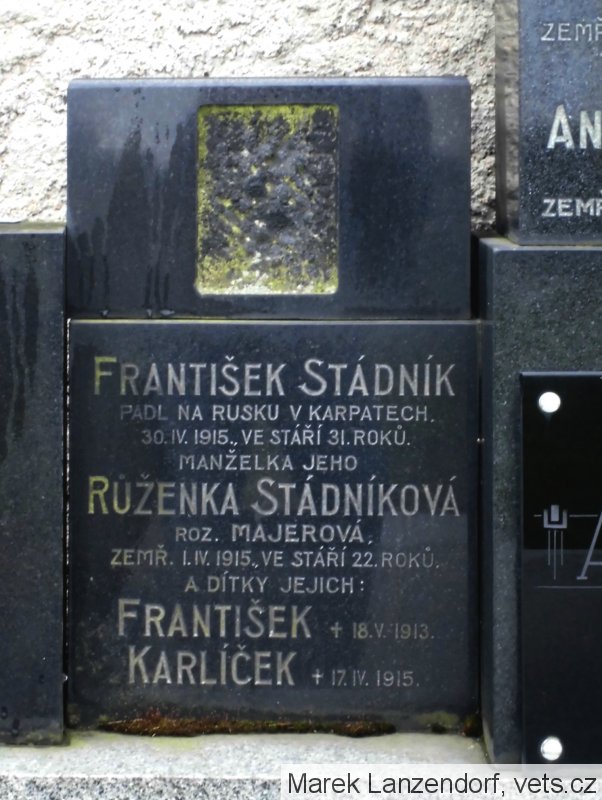 FRANTIŠEK STÁDNÍK
PADL NA RUSKU V KARPATECH,
30.IV.1915., VE STÁŘÍ 31. ROKŮ.
MANŽELKA JEHO
RŮŽENKA STÁDNÍKOVÁ
ROZ. MAJEROVÁ,
ZEMŘ. 1.IV.1915., VE STÁŘÍ 22. ROKŮ,
A DÍTKY JEJICH:
FRANTIŠEK † 18.V.1913.
KARLÍČEK † 17.IV.1915.
ZEMŘ
AN
ZEMŘ
A
Marek Lanzendorf, vets.cz